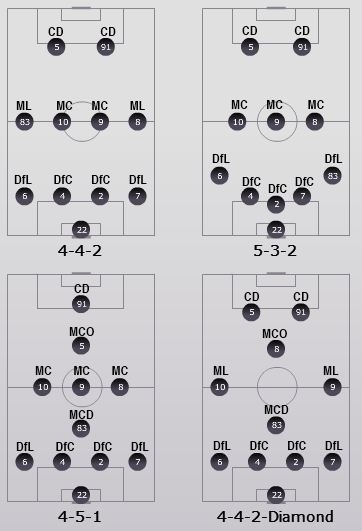 CD CD CD CD
5 91 5 91
ML MC MC ML MC MC MC
83 10 9 8 10 9 8
DfL DfL
6 83
DfL DfC DfC DfL DfC DfC DfC
6 4 2 7 4 2 7
22 22
4-4-2 5-3-2
CD CD CD
91 5 91
MCO MCO
5 8
MC MC MC ML ML
10 9 8 10 9
MCD MCD
83 83
DfL DfC DfC DfL DfL DfC DfC DfL
6 4 2 7 6 4 2 7
22 22
4-5-1 4-4-2-Diamond